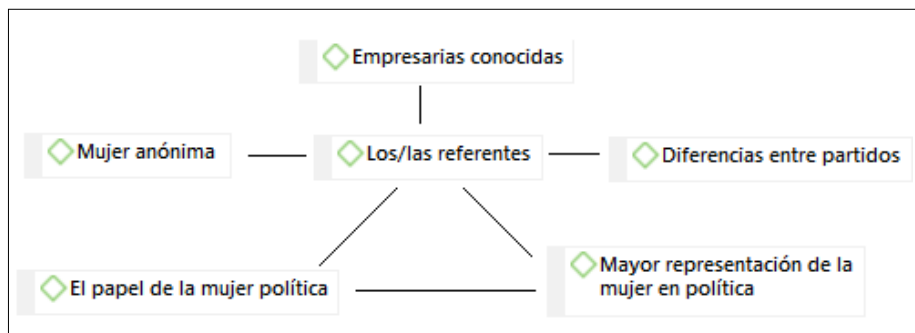 Empresarias conocidas
Mujer anónima
Los/las referentes
Diferencias entre partidos
El papel de la mujer política
Mayor representación de la
mujer en política